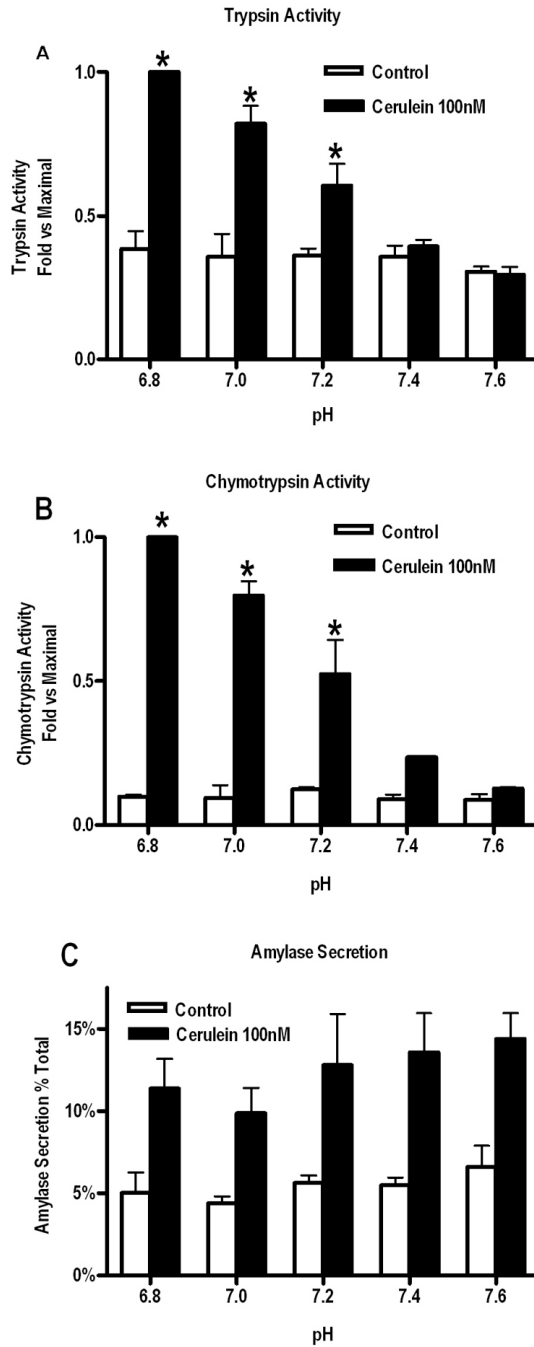 Trypsin Activity
A
*
*
*
Control
Cerulein 100nM
Trypsin Activity
Fold vs Maximal
1.0
0.5
0.0
6.8 7.0 7.2 7.4 7.6
pH
Chymotrypsin Activity
B
*
*
*
Control
Cerulein 100nM
Chymotrypsin Activity
Fold vs Maximal
1.0
0.5
0.0
6.8 7.0 7.2 7.4 7.6
pH
C
Amylase Secretion
Control
Cerulein 100nM
Amylase Secretion % Total
15%
10%
5%
0%
6.8 7.0 7.2 7.4 7.6
pH